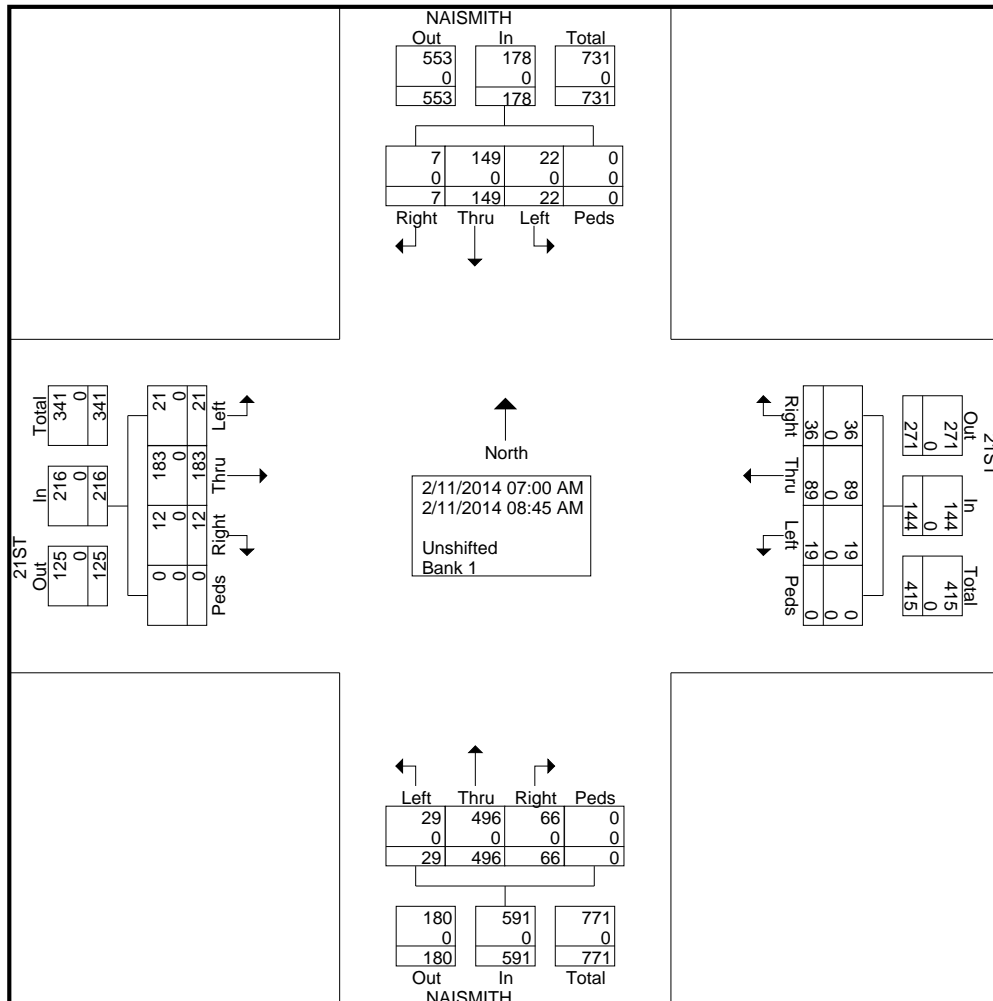 NAISMITH
Out In Total
553 178 731
0 0 0
553 178 731
7 149 22 0
0 0 0 0
7 149 22 0
Right Thru Left Peds
21ST
Total In Out
341 216 125
0 0 0
341 216 125
21 183 12 0
0 0 0 0
21 183 12 0
Left Thru Right Peds
North
2/11/2014 07:00 AM
2/11/2014 08:45 AM
Unshifted
Bank 1
Right Thru Left Peds
36 89 19 0
0 0 0 0
36 89 19 0
271 144 415
0 0 0
271 144 415
Out In Total
21ST
Left Thru Right Peds
29 496 66 0
0 0 0 0
29 496 66 0
180 591 771
0 0 0
180 591 771
Out In Total
NAISMITH